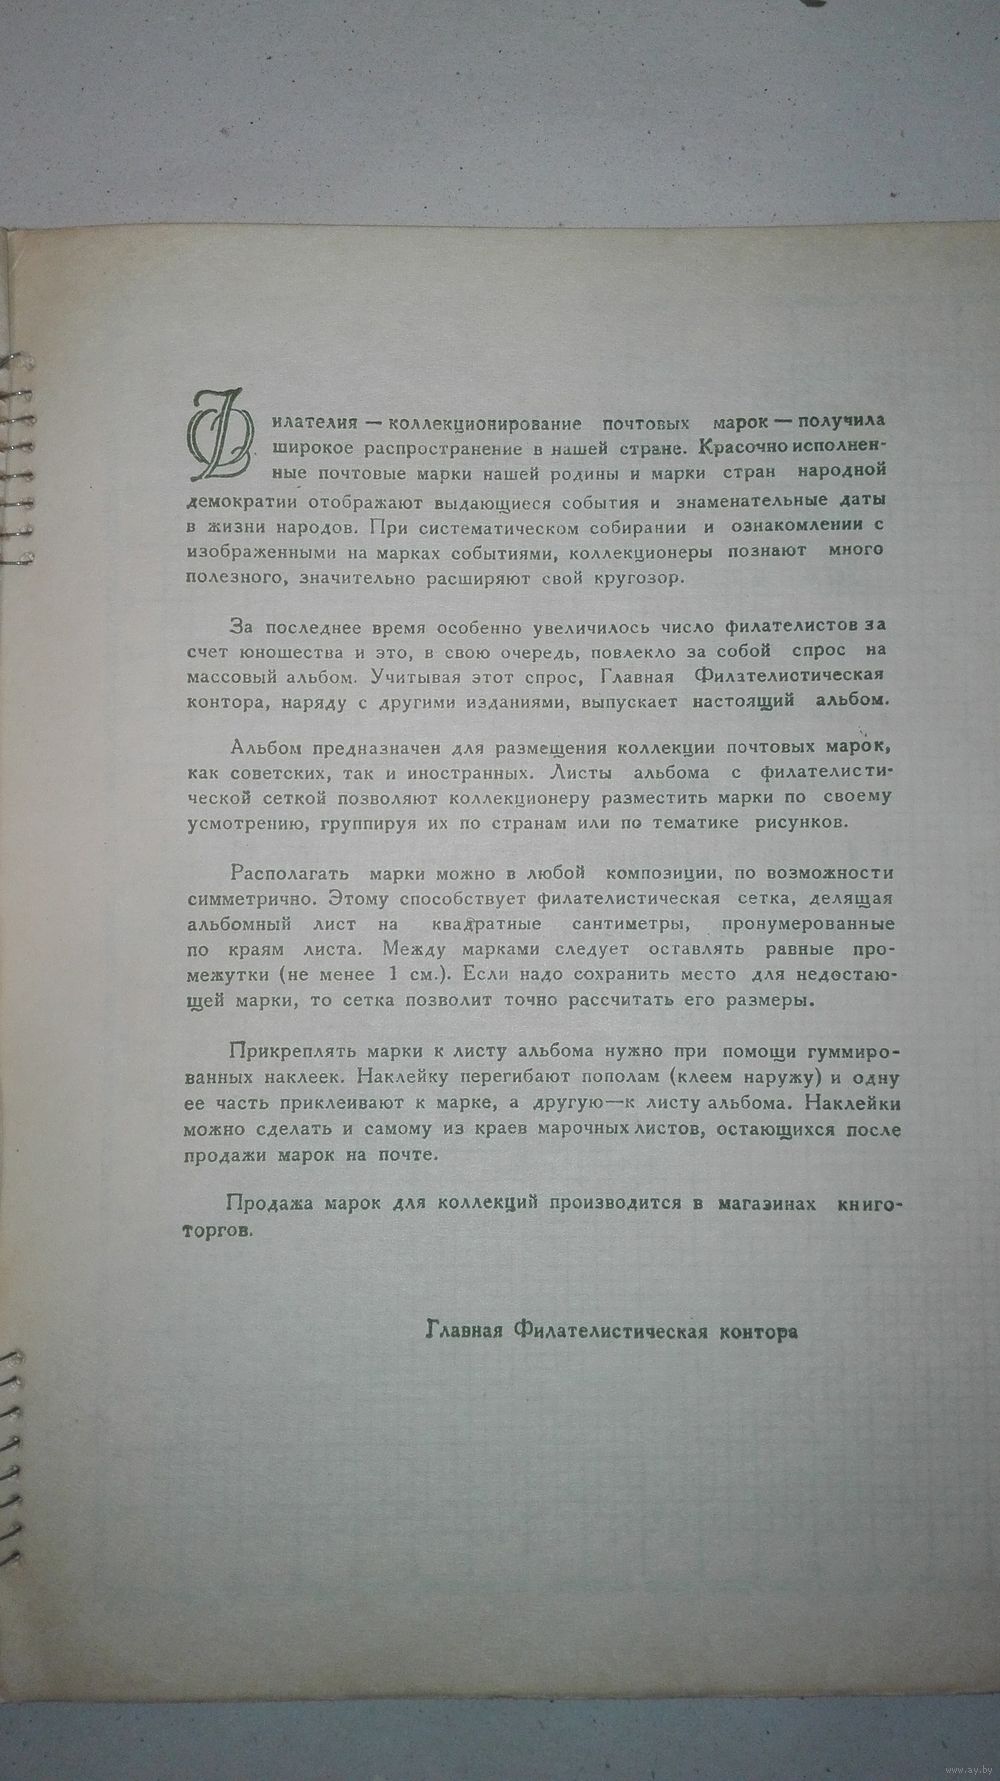 Филателия — коллекционирование почтовых марок — получила
широкое распространение в нашей стране. Красочно исполнен-
ные почтовые марки нашей родины и марки стран народной
демократии отображают выдающиеся события и знаменательные даты
в жизни народов. При систематическом собирании и ознакомлении с
изображенными на марках событиями, коллекционеры познают много
полезного, значительно расширяют свой кругозор.
За последнее время особенно увеличилось число филателистов за
счет юношества и это, в свою очередь, повлекло за собой спрос на
массовый альбом. Учитывая этот спрос, Главная Филателистическая
контора, наряду с другими изданиями, выпускает настоящий альбом.
Альбом предназначен для размещения коллекции почтовых марок,
как советских, так и иностранных. Листы альбома с филателисти-
ческой сеткой позволяют коллекционеру разместить марки по своему
усмотрению, группируя их по странам или по тематике рисунков.
Располагать марки можно в любой композиции, по возможности
симметрично. Этому способствует филателистическая сетка, делящая
альбомный лист на квадратные сантиметры, пронумерованные
по краям листа. Между марками следует оставлять равные про-
межутки (не менее 1 см.). Если надо сохранить место для недостаю-
щей марки, то сетка позволит точно рассчитать его размеры.
Прикреплять марки к листу альбома нужно при помощи гуммиро-
ванных наклеек. Наклейку перегибают пополам (клеем наружу) и одну
ее часть приклеивают к марке, а другую—к листу альбома. Наклейки
можно сделать и самому из краев марочных листов, остающихся после
продажи марок на почте.
Продажа марок для коллекций производится в магазинах книго-
торгов.
Главная Филателистическая контора
www.ay.by